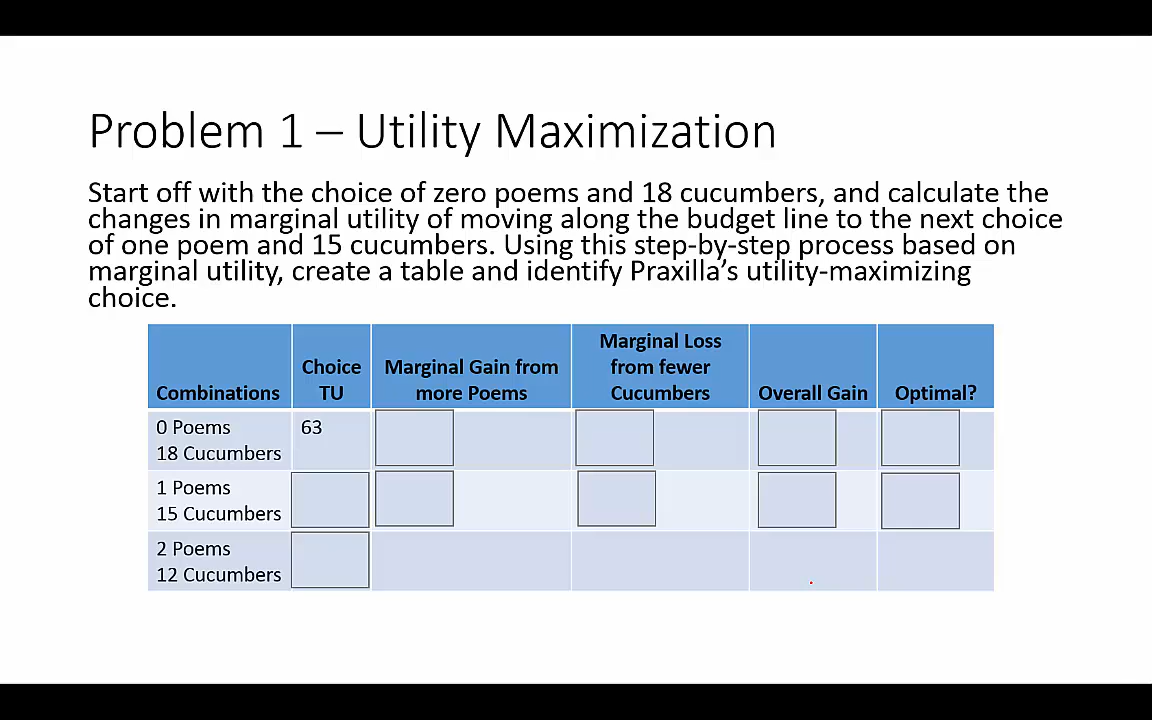 Problem 1 – Utility Maximization
Start off with the choice of zero poems and 18 cucumbers, and calculate the
changes in marginal utility of moving along the budget line to the next choice
of one poem and 15 cucumbers. Using this step-by-step process based on
marginal utility, create a table and identify Praxilla’s utility-maximizing
choice.
Combinations
Choice
TU
Marginal Gain from
more Poems
Marginal Loss
from fewer
Cucumbers
Overall Gain
Optimal?
0 Poems
18 Cucumbers
63
1 Poems
15 Cucumbers
2 Poems
12 Cucumbers